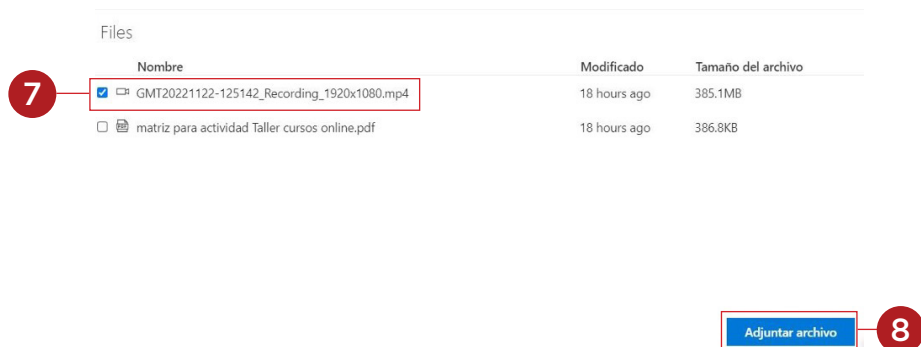 Files
Nombre Modificado Tamaño del archivo
7
GMT20221122-125142_Recording_1920x1080.mp4 18 hours ago 385.1MB
matriz para actividad Taller cursos online.pdf 18 hours ago 386.8KB
Adjuntar archivo
8